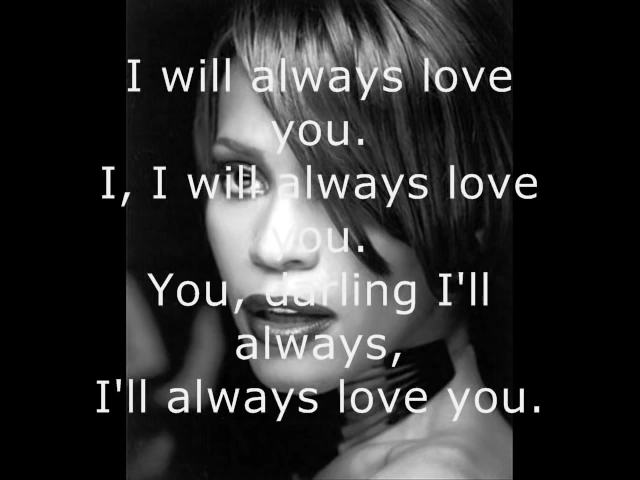 I will always love
you.
I, I will always love
you.
You, darling I'll
always,
I'll always love you.